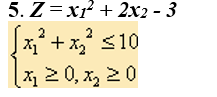 5. Z = x₁² + 2x₂ - 3
x₁² + x₂² ≤ 10
x₁ ≥ 0, x₂ ≥ 0